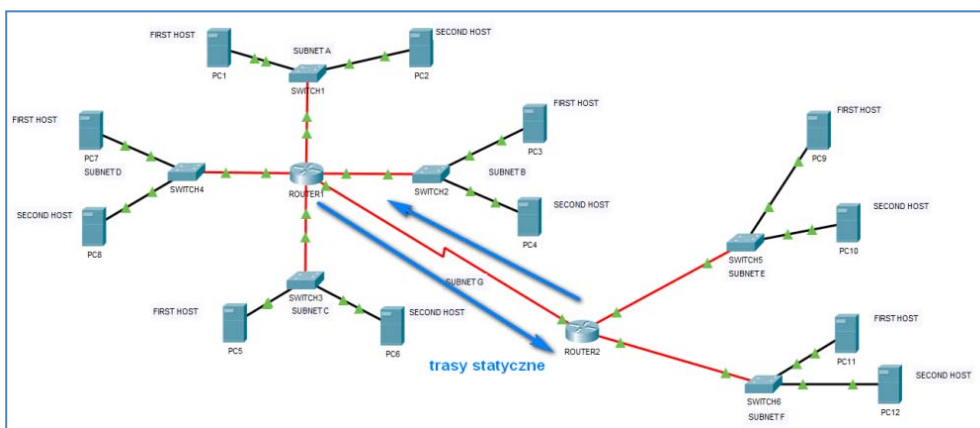 FIRST HOST
SECOND HOST
SUBNET A
PC1
PC2
SWITCH1
FIRST HOST
PC7
SUBNET D
SWITCH4
SECOND HOST
PC8
ROUTER1
FIRST HOST
PC3
SUBNET B
SWITCH2
SECOND HOST
PC4
SWITCH3
SUBNET C
FIRST HOST
PC5
SECOND HOST
PC6
SUBNET G
trasy statyczne
ROUTER2
FIRST HOST
PC9
SECOND HOST
PC10
SWITCH5
SUBNET E
FIRST HOST
PC11
SECOND HOST
PC12
SWITCH6
SUBNET F